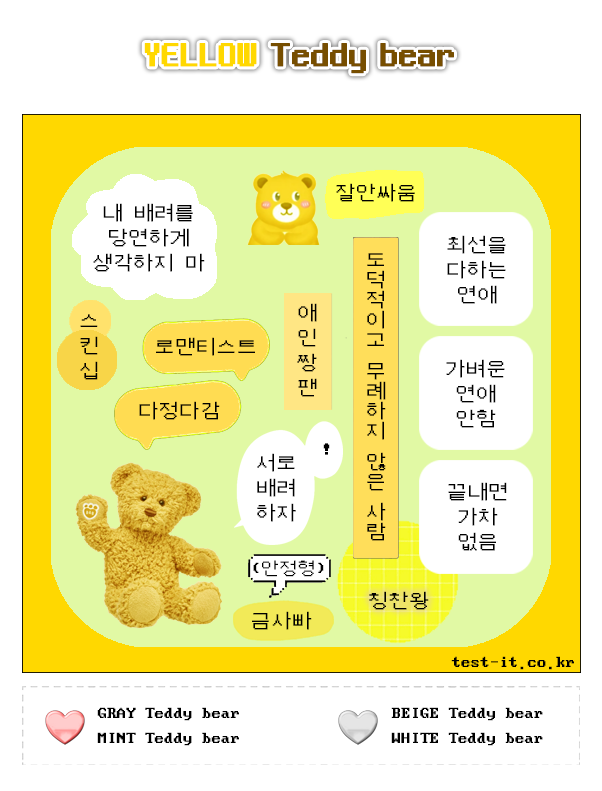 YELLOW Teddy bear
잘안싸움
내 배려를
당연하게
생각하지 마
최선을
다하는
연애
스킨십
로맨티스트
애인짱팬
도덕적이고 무례하지 않은 사람
가벼운
연애
안함
다정다감
!
서로
배려
하자
끝내면
가차
없음
(안정형)
칭찬왕
금사빠
test-it.co.kr
GRAY Teddy bear
MINT Teddy bear
BEIGE Teddy bear
WHITE Teddy bear